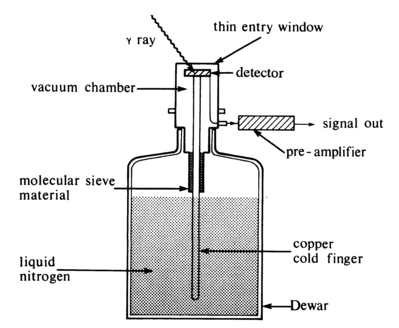 γ ray
thin entry window
detector
vacuum chamber
signal out
pre-amplifier
molecular sieve
material
copper
cold finger
liquid
nitrogen
Dewar